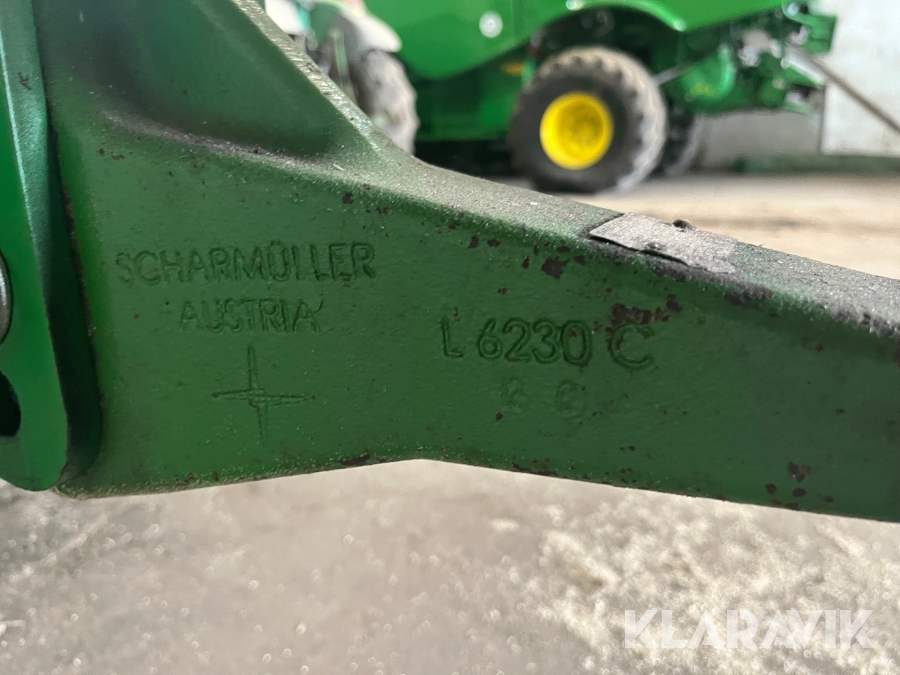 SCHARMÜLLER
AUSTRIA
L 6230 C
KLARAVIK